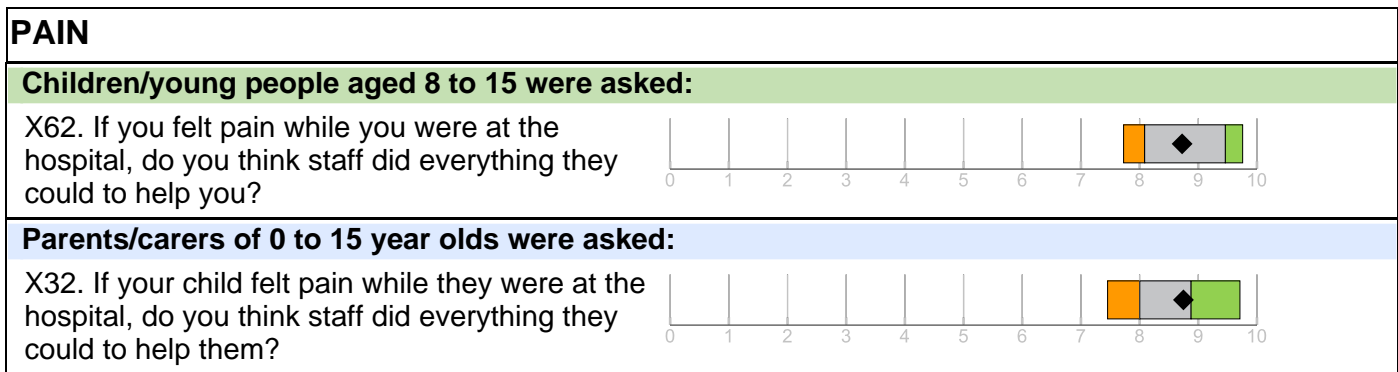 PAIN
Children/young people aged 8 to 15 were asked:
X62. If you felt pain while you were at the
hospital, do you think staff did everything they
could to help you?
0 1 2 3 4 5 6 7 8 9 10
Parents/carers of 0 to 15 year olds were asked:
X32. If your child felt pain while they were at the
hospital, do you think staff did everything they
could to help them?
0 1 2 3 4 5 6 7 8 9 10